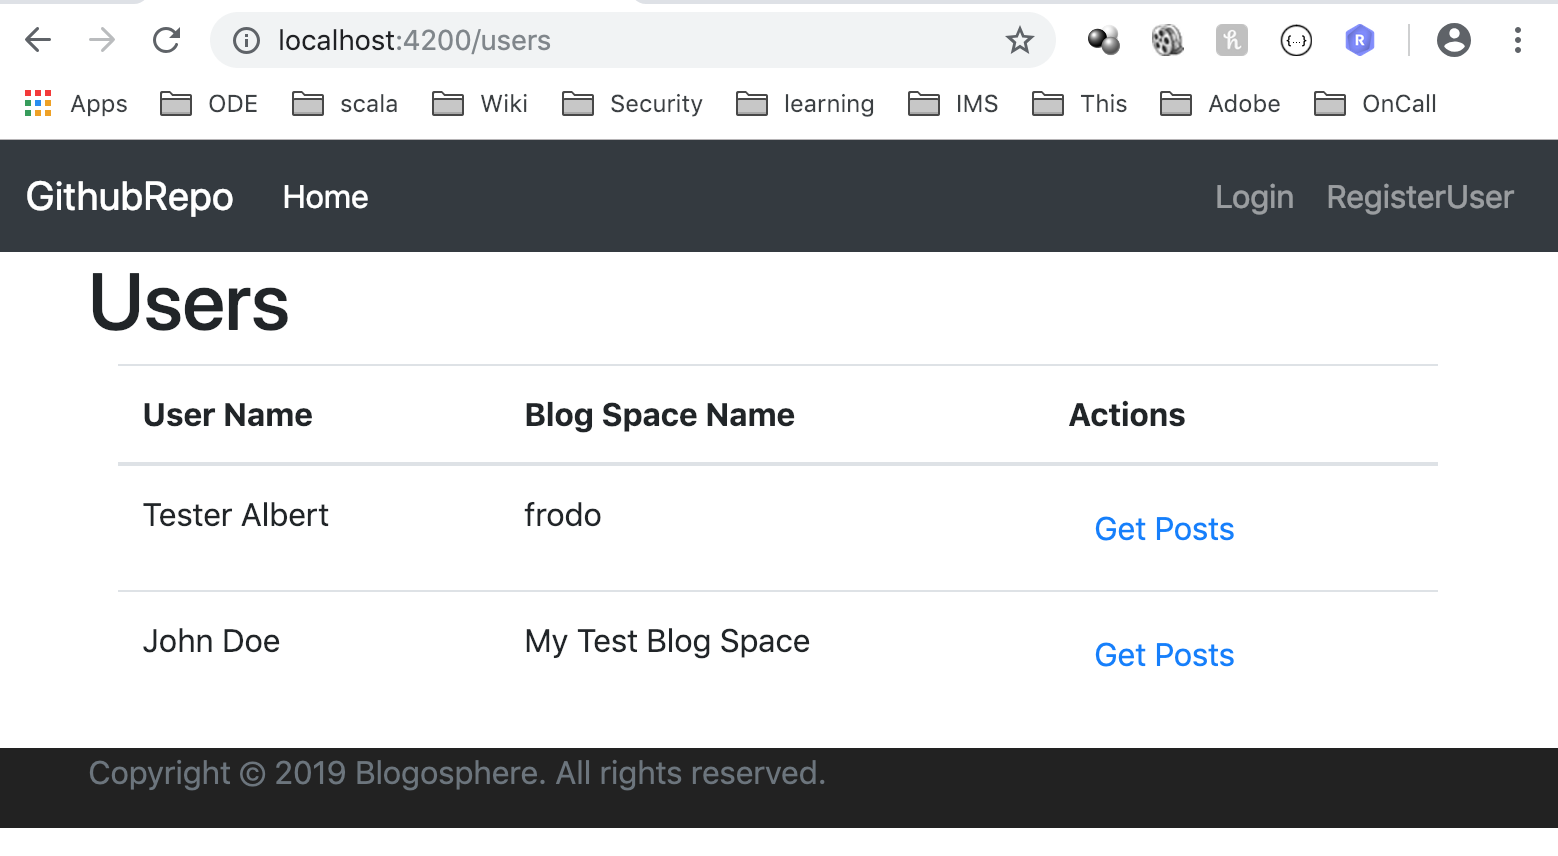 localhost:4200/users
Apps ODE scala Wiki Security learning IMS This Adobe OnCall
GithubRepo Home Login RegisterUser
Users
User Name Blog Space Name Actions
Tester Albert frodo Get Posts
John Doe My Test Blog Space Get Posts
Copyright © 2019 Blogosphere. All rights reserved.